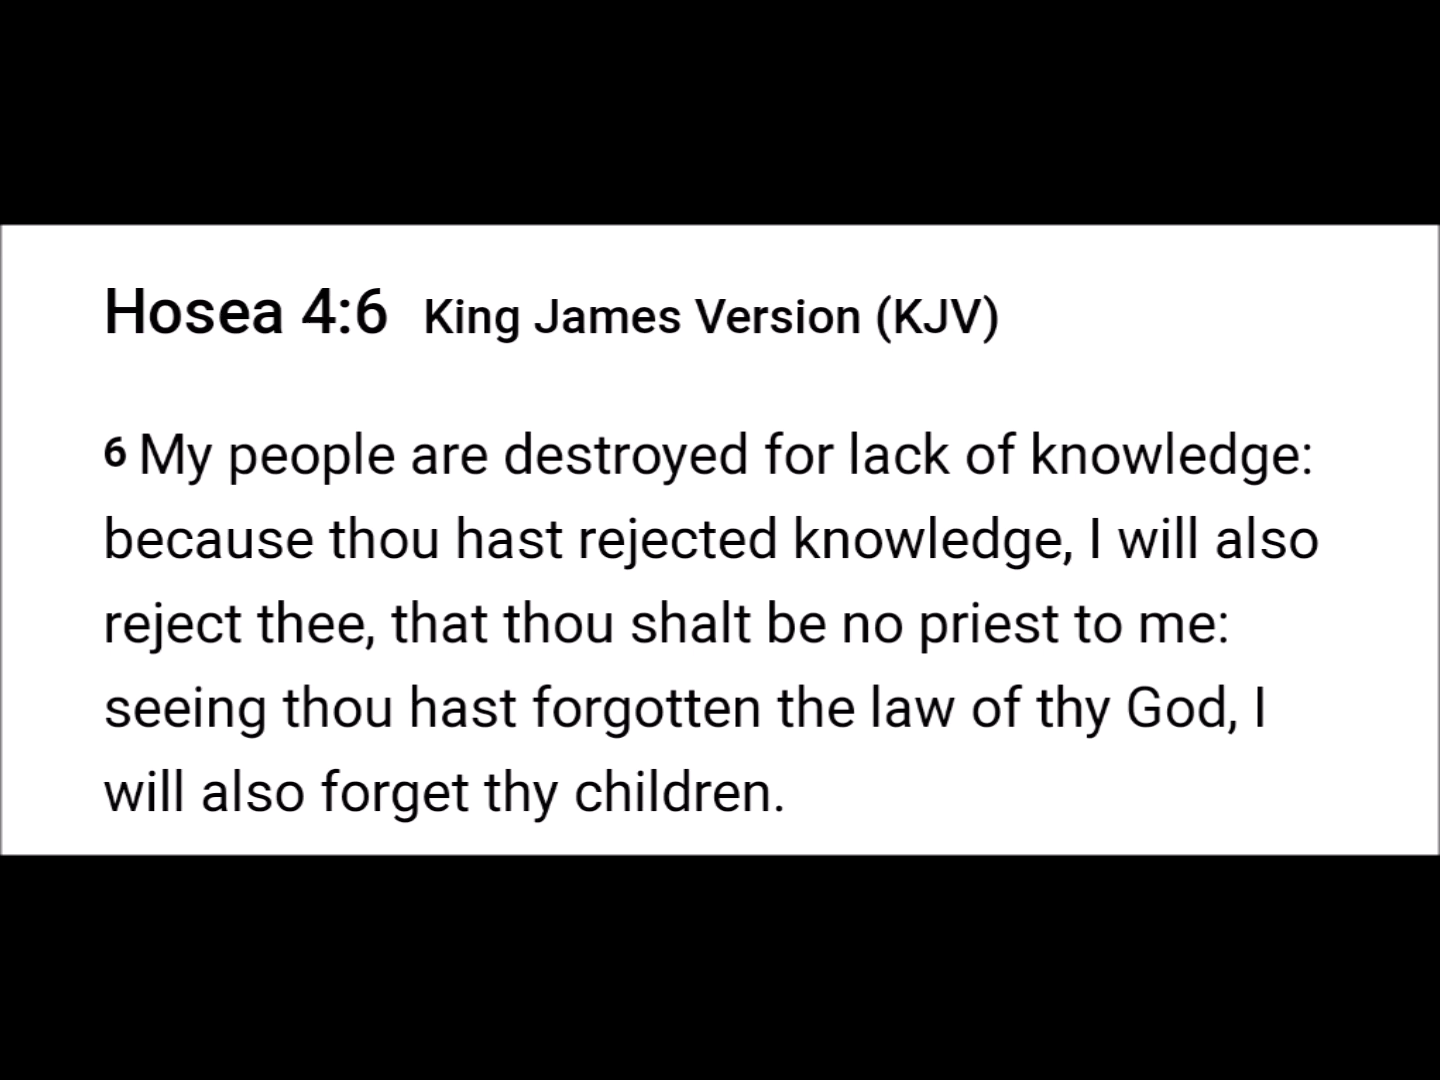 Hosea 4:6 King James Version (KJV)
6 My people are destroyed for lack of knowledge:
because thou hast rejected knowledge, I will also
reject thee, that thou shalt be no priest to me:
seeing thou hast forgotten the law of thy God, I
will also forget thy children.